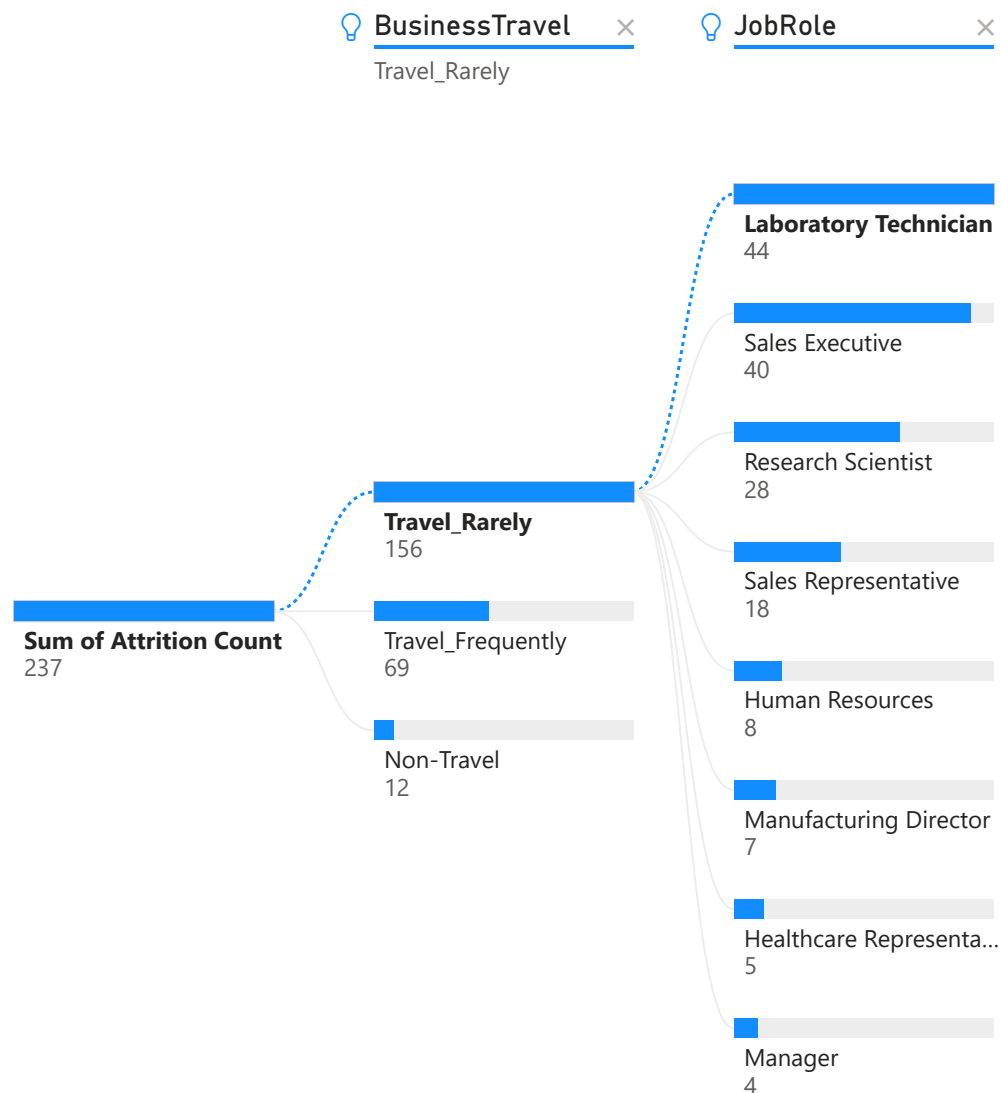 BusinessTravel
Travel_Rarely
JobRole
Sum of Attrition Count
237
Travel_Rarely
156
Travel_Frequently
69
Non-Travel
12
Laboratory Technician
44
Sales Executive
40
Research Scientist
28
Sales Representative
18
Human Resources
8
Manufacturing Director
7
Healthcare Representa...
5
Manager
4